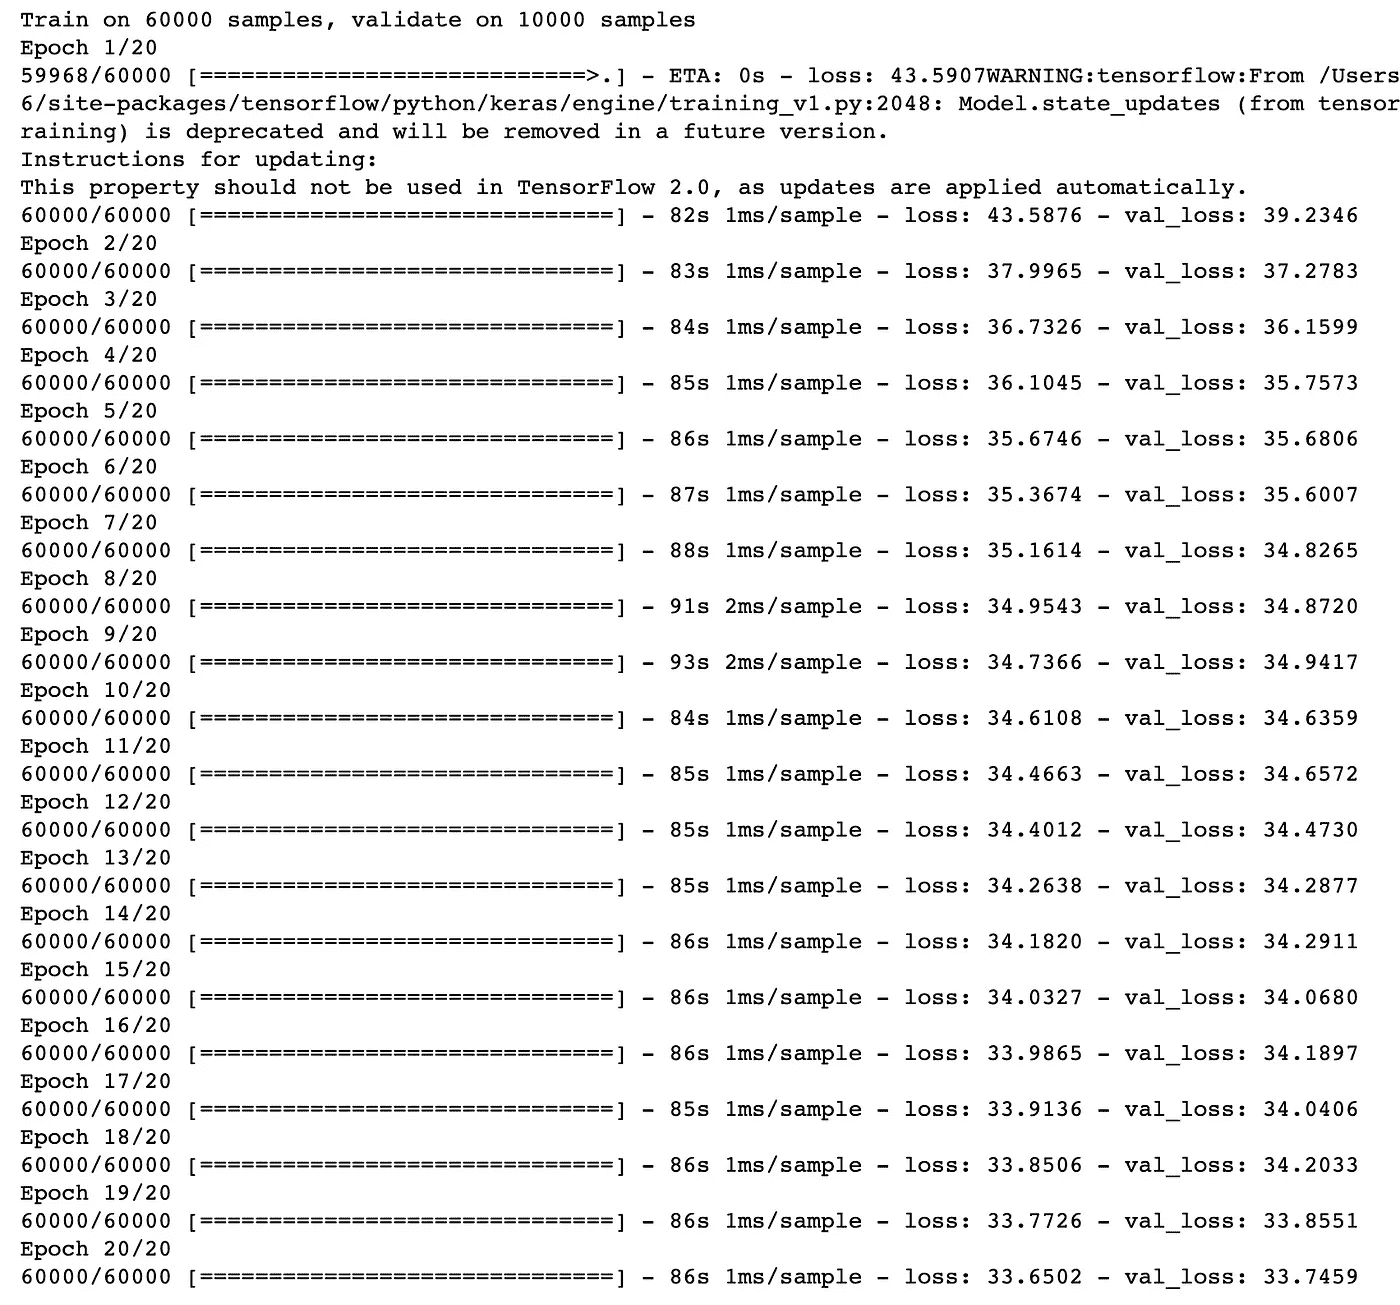 Train on 60000 samples, validate on 10000 samples
Epoch 1/20
59968/60000 [============================>.] - ETA: 0s - loss: 43.5907WARNING:tensorflow:From /Users
6/site-packages/tensorflow/python/keras/engine/training_v1.py:2048: Model.state_updates (from tensor
raining) is deprecated and will be removed in a future version.
Instructions for updating:
This property should not be used in TensorFlow 2.0, as updates are applied automatically.
60000/60000 [==============================] - 82s 1ms/sample - loss: 43.5876 - val_loss: 39.2346
Epoch 2/20
60000/60000 [==============================] - 83s 1ms/sample - loss: 37.9965 - val_loss: 37.2783
Epoch 3/20
60000/60000 [==============================] - 84s 1ms/sample - loss: 36.7326 - val_loss: 36.1599
Epoch 4/20
60000/60000 [==============================] - 85s 1ms/sample - loss: 36.1045 - val_loss: 35.7573
Epoch 5/20
60000/60000 [==============================] - 86s 1ms/sample - loss: 35.6746 - val_loss: 35.6806
Epoch 6/20
60000/60000 [==============================] - 87s 1ms/sample - loss: 35.3674 - val_loss: 35.6007
Epoch 7/20
60000/60000 [==============================] - 88s 1ms/sample - loss: 35.1614 - val_loss: 34.8265
Epoch 8/20
60000/60000 [==============================] - 91s 2ms/sample - loss: 34.9543 - val_loss: 34.8720
Epoch 9/20
60000/60000 [==============================] - 93s 2ms/sample - loss: 34.7366 - val_loss: 34.9417
Epoch 10/20
60000/60000 [==============================] - 84s 1ms/sample - loss: 34.6108 - val_loss: 34.6359
Epoch 11/20
60000/60000 [==============================] - 85s 1ms/sample - loss: 34.4663 - val_loss: 34.6572
Epoch 12/20
60000/60000 [==============================] - 85s 1ms/sample - loss: 34.4012 - val_loss: 34.4730
Epoch 13/20
60000/60000 [==============================] - 85s 1ms/sample - loss: 34.2638 - val_loss: 34.2877
Epoch 14/20
60000/60000 [==============================] - 86s 1ms/sample - loss: 34.1820 - val_loss: 34.2911
Epoch 15/20
60000/60000 [==============================] - 86s 1ms/sample - loss: 34.0327 - val_loss: 34.0680
Epoch 16/20
60000/60000 [==============================] - 86s 1ms/sample - loss: 33.9865 - val_loss: 34.1897
Epoch 17/20
60000/60000 [==============================] - 85s 1ms/sample - loss: 33.9136 - val_loss: 34.0406
Epoch 18/20
60000/60000 [==============================] - 86s 1ms/sample - loss: 33.8506 - val_loss: 34.2033
Epoch 19/20
60000/60000 [==============================] - 86s 1ms/sample - loss: 33.7726 - val_loss: 33.8551
Epoch 20/20
60000/60000 [==============================] - 86s 1ms/sample - loss: 33.6502 - val_loss: 33.7459